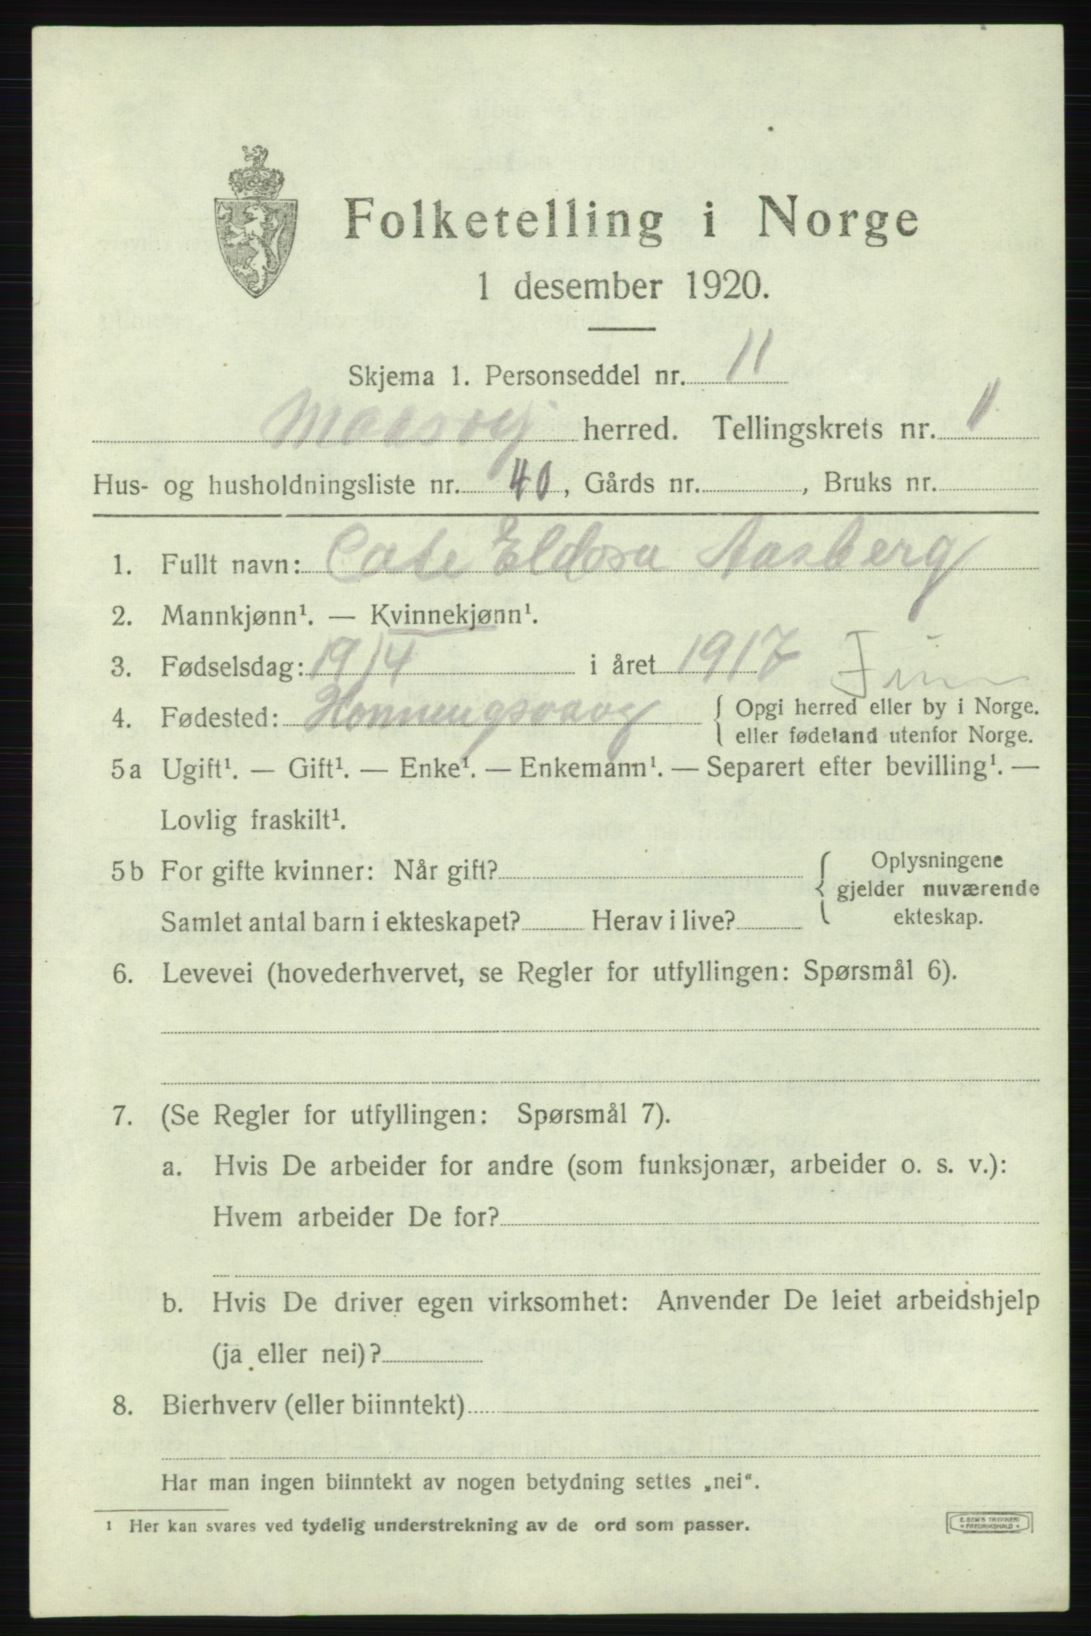 Folketelling i Norge
1 desember 1920.
Skjema 1. Personseddel nr. 11
Maasøy herred. Tellingskrets nr. 1
Hus- og husholdningsliste nr. 40, Gårds nr. , Bruks nr.
1. Fullt navn: Eldora Aasberg
2. Mannkjønn¹. — Kvinnekjønn¹.
3. Fødselsdag: 19/4 i året 1917
4. Fødested: Honningsvaag { Opgi herred eller by i Norge.
eller fødeland utenfor Norge.
5a Ugift¹. — Gift¹. — Enke¹. — Enkemann¹. — Separert efter bevilling¹. —
Lovlig fraskilt¹.
5b For gifte kvinner: Når gift? { Oplysningene
gjelder nuværende
ekteskap.
Samlet antal barn i ekteskapet? Herav i live?
6. Levevei (hovederhvervet, se Regler for utfyllingen: Spørsmål 6).
7. (Se Regler for utfyllingen: Spørsmål 7).
a. Hvis De arbeider for andre (som funksjonær, arbeider o. s. v.):
Hvem arbeider De for?
b. Hvis De driver egen virksomhet: Anvender De leiet arbeidshjelp
(ja eller nei)?
8. Bierhverv (eller biinntekt)
Har man ingen biinntekt av nogen betydning settes „nei“.
¹ Her kan svares ved tydelig understrekning av de ord som passer.